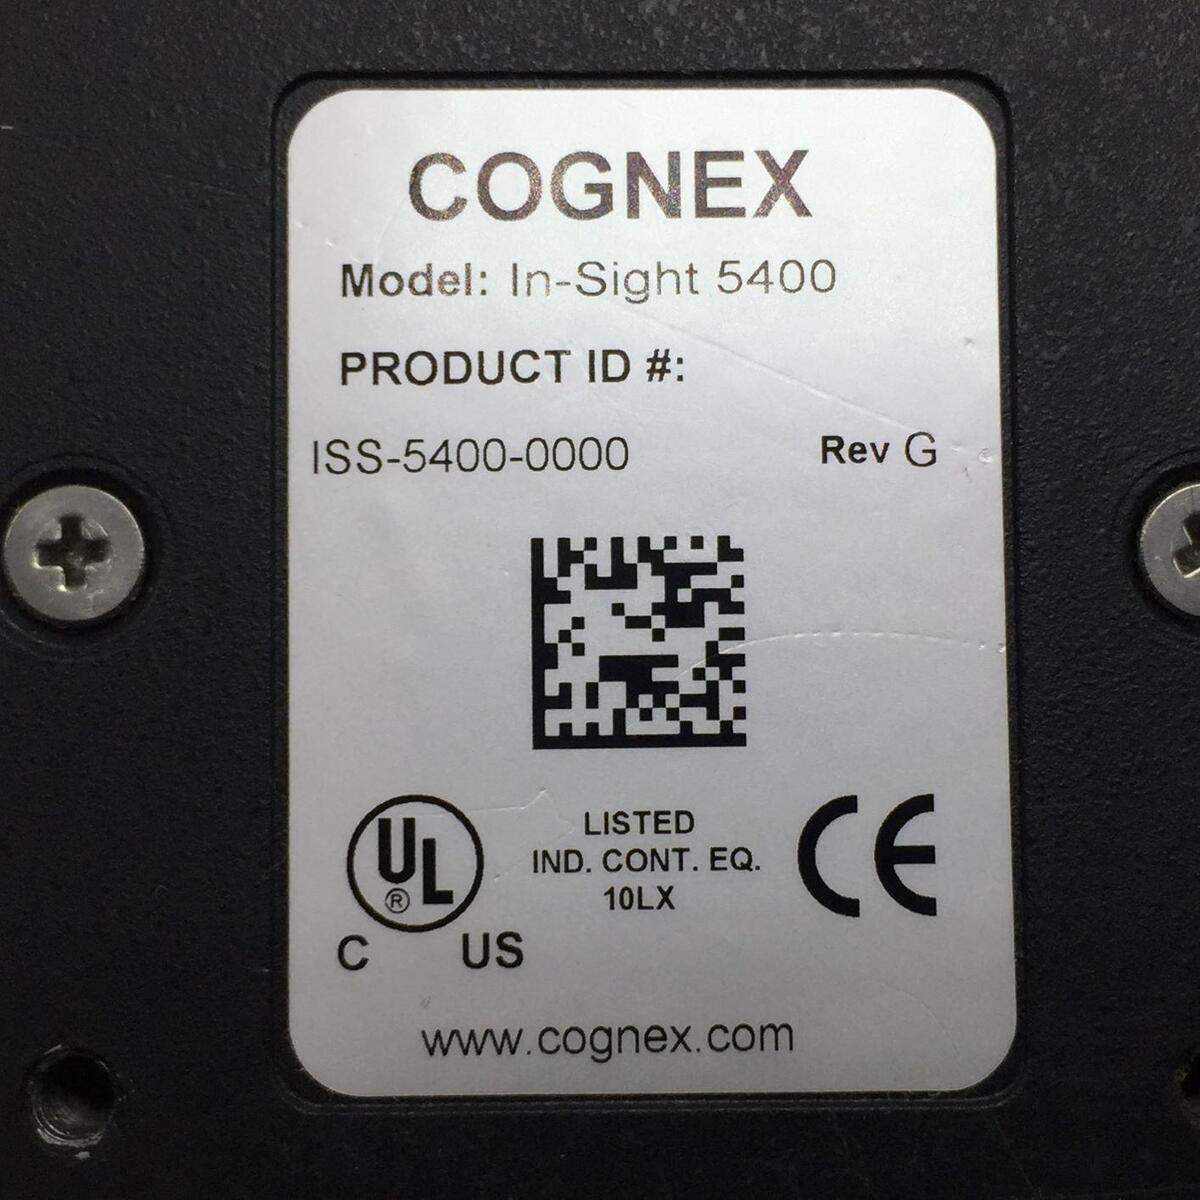 COGNEX
Model: In-Sight 5400
PRODUCT ID #:
ISS-5400-0000 Rev G
UL
®
C US
LISTED
IND. CONT. EQ.
10LX
CE
www.cognex.com